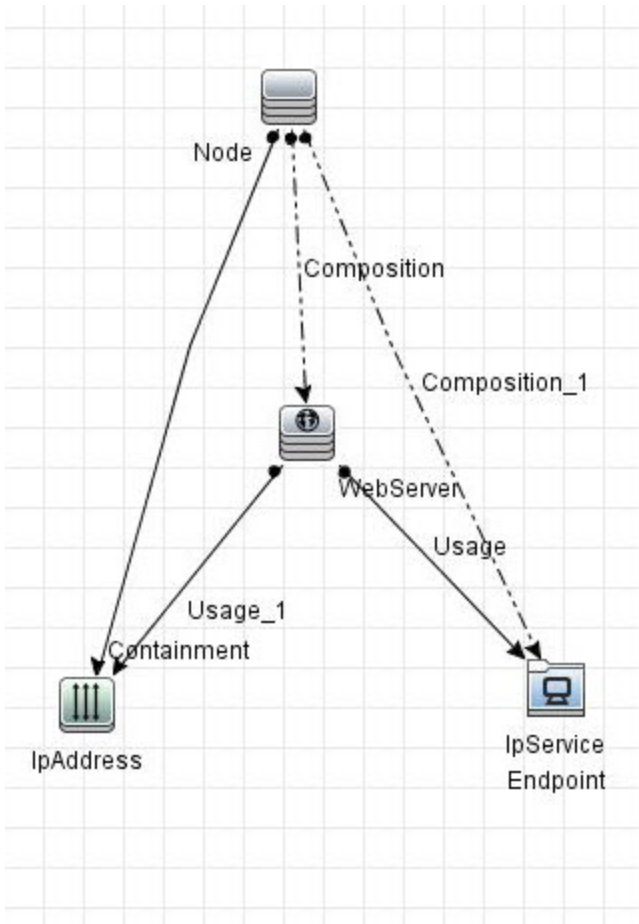 Node
Composition
Composition_1
WebServer
Usage
Usage_1
Containment
IpAddress
IpService
Endpoint